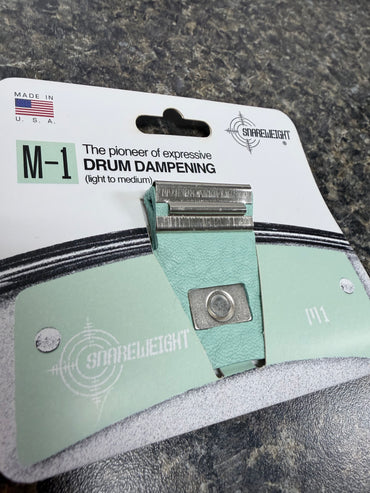 MADE IN
U. S. A.
SNAREWEIGHT
®
M-1
The pioneer of expressive
DRUM DAMPENING
(light to medium)
SNAREWEIGHT
M1